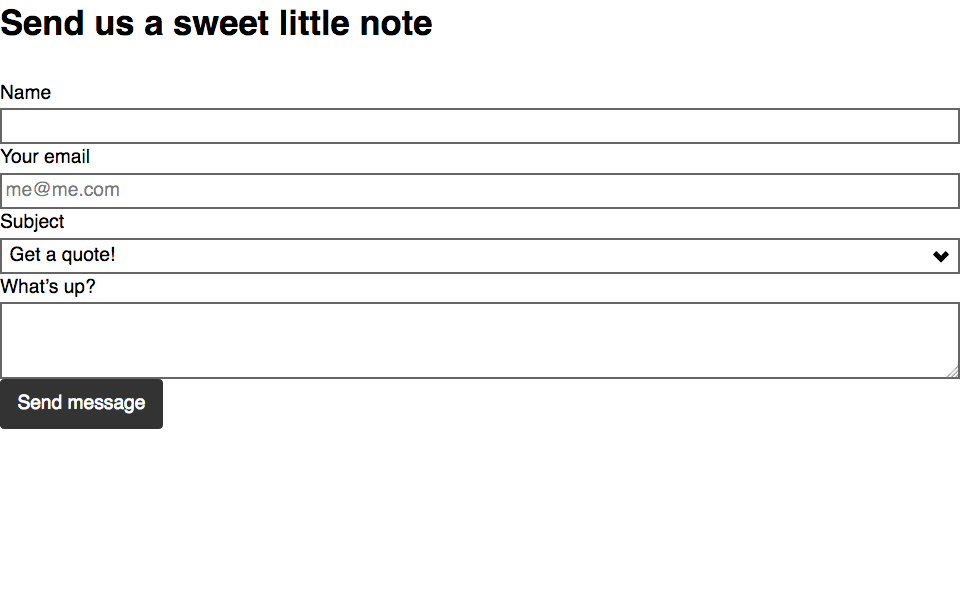 Send us a sweet little note
Name
Your email
me@me.com
Subject
Get a quote!
What’s up?
Send message